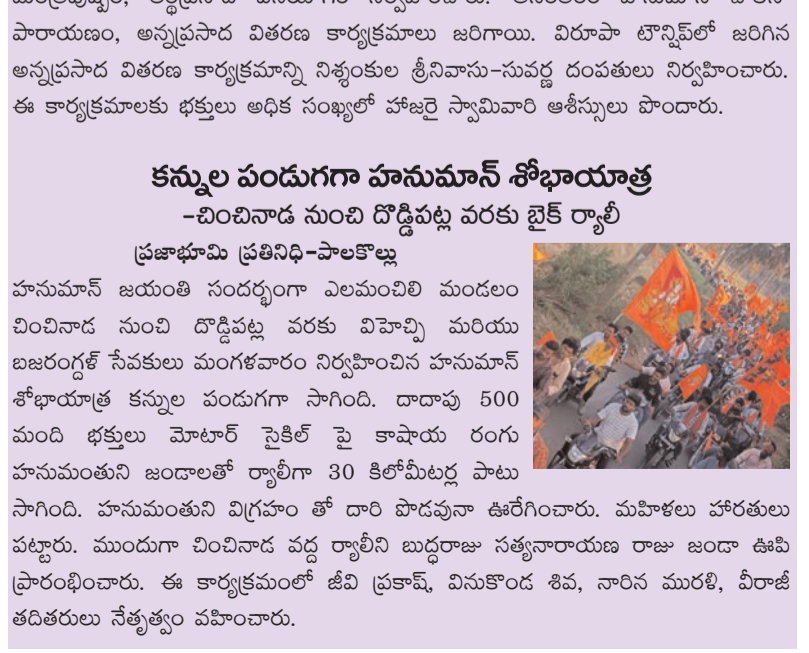 పారాయణం, అన్నప్రసాద వితరణ కార్యక్రమాలు జరిగాయి. విరూపా టౌన్షిప్‌లో జరిగిన
అన్నప్రసాద వితరణ కార్యక్రమాన్ని నిశ్శంకుల శ్రీనివాసు-సువర్ణ దంపతులు నిర్వహించారు.
ఈ కార్యక్రమాలకు భక్తులు అధిక సంఖ్యలో హాజరై స్వామివారి ఆశీస్సులు పొందారు.
కన్నుల పండుగగా హనుమాన్ శోభాయాత్ర
-చించినాడ నుంచి దొడ్డిపట్ల వరకు బైక్ ర్యాలీ
ప్రజాభూమి ప్రతినిధి-పాలకొల్లు
హనుమాన్ జయంతి సందర్భంగా ఎలమంచిలి మండలం
చించినాడ నుంచి దొడ్డిపట్ల వరకు విహెచ్పి మరియు
బజరంగ్దళ్ సేవకులు మంగళవారం నిర్వహించిన హనుమాన్
శోభాయాత్ర కన్నుల పండుగగా సాగింది. దాదాపు 500
మంది భక్తులు మోటార్ సైకిల్ పై కాషాయ రంగు
హనుమంతుని జండాలతో ర్యాలీగా 30 కిలోమీటర్ల పాటు
సాగింది. హనుమంతుని విగ్రహం తో దారి పొడవునా ఊరేగించారు. మహిళలు హారతులు
పట్టారు. ముందుగా చించినాడ వద్ద ర్యాలీని బుద్ధరాజు సత్యనారాయణ రాజు జండా ఊపి
ప్రారంభించారు. ఈ కార్యక్రమంలో జీవి ప్రకాష్, వినుకొండ శివ, నారిన మురళి, వీరాజీ
తదితరులు నేతృత్వం వహించారు.